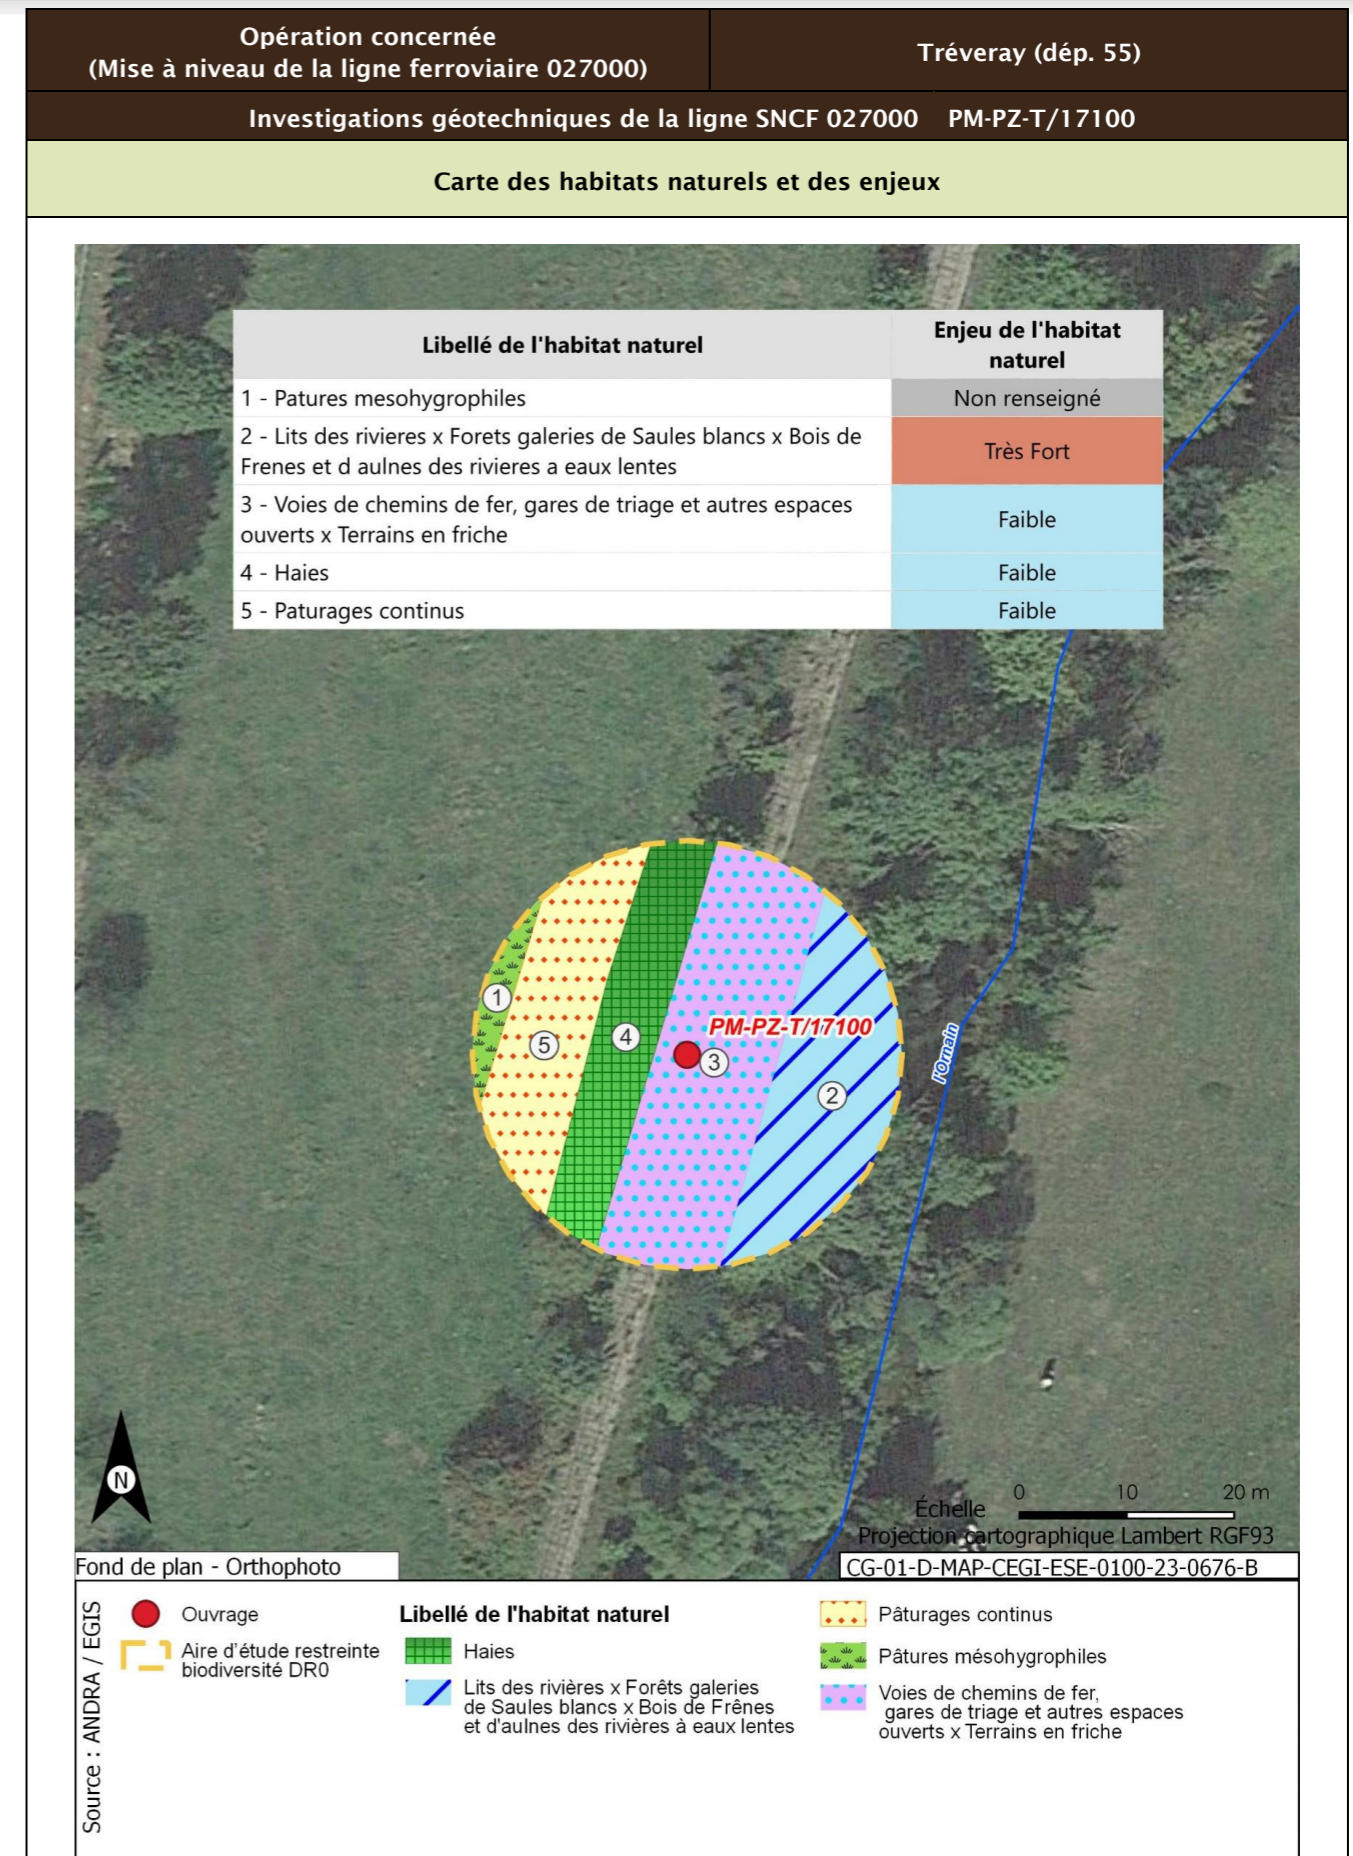 Opération concernée
(Mise à niveau de la ligne ferroviaire 027000)
Tréveray (dép. 55)
Investigations géotechniques de la ligne SNCF 027000 PM-PZ-T/17100
Carte des habitats naturels et des enjeux
Libellé de l'habitat naturel
Enjeu de l'habitat
naturel
1 - Patures mesohygrophiles
Non renseigné
2 - Lits des rivieres x Forets galeries de Saules blancs x Bois de
Frenes et d aulnes des rivieres a eaux lentes
Très Fort
3 - Voies de chemins de fer, gares de triage et autres espaces
ouverts x Terrains en friche
Faible
4 - Haies
Faible
5 - Paturages continus
Faible
1
5
4
PM-PZ-T/17100
3
2
l'Ornain
N
Échelle
0 10 20 m
Projection cartographique Lambert RGF93
Fond de plan - Orthophoto
CG-01-D-MAP-CEGI-ESE-0100-23-0676-B
Source : ANDRA / EGIS
Ouvrage
Aire d'étude restreinte
biodiversité DR0
Libellé de l'habitat naturel
Haies
Lits des rivières x Forêts galeries
de Saules blancs x Bois de Frênes
et d'aulnes des rivières à eaux lentes
Pâturages continus
Pâtures mésohygrophiles
Voies de chemins de fer,
gares de triage et autres espaces
ouverts x Terrains en friche